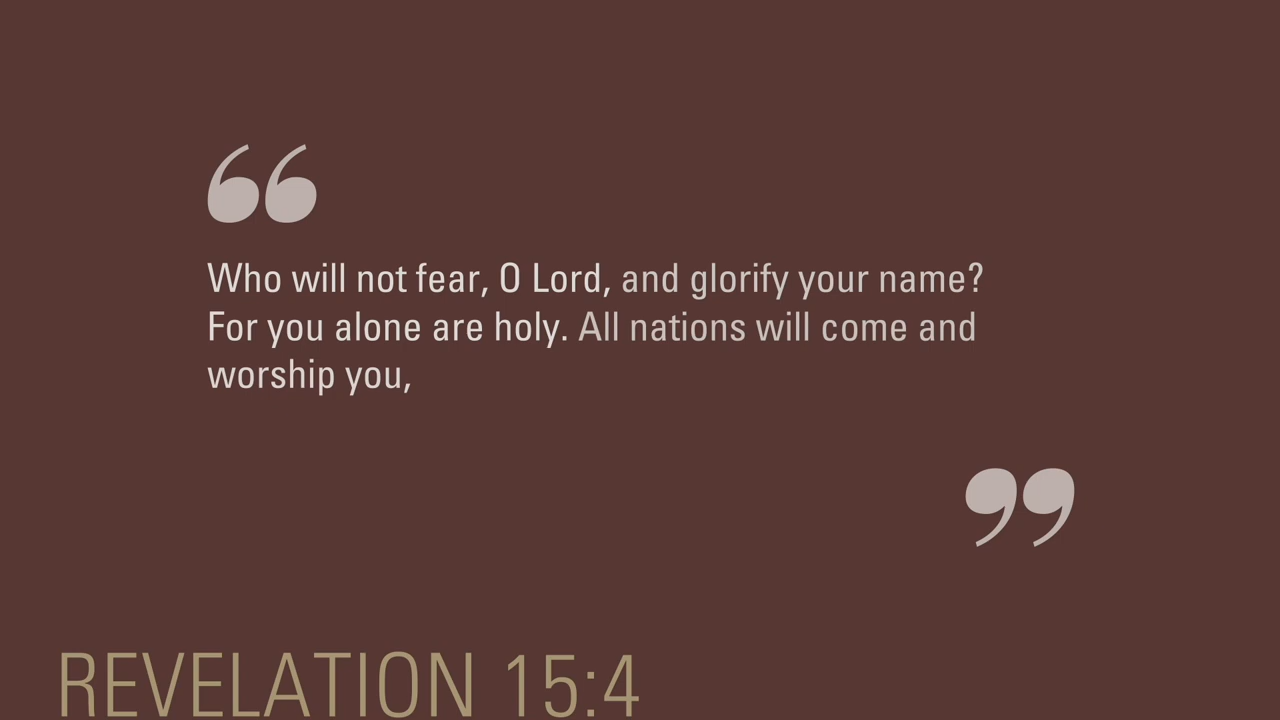 “
Who will not fear, O Lord, and glorify your name?
For you alone are holy. All nations will come and
worship you,
”
REVELATION 15:4